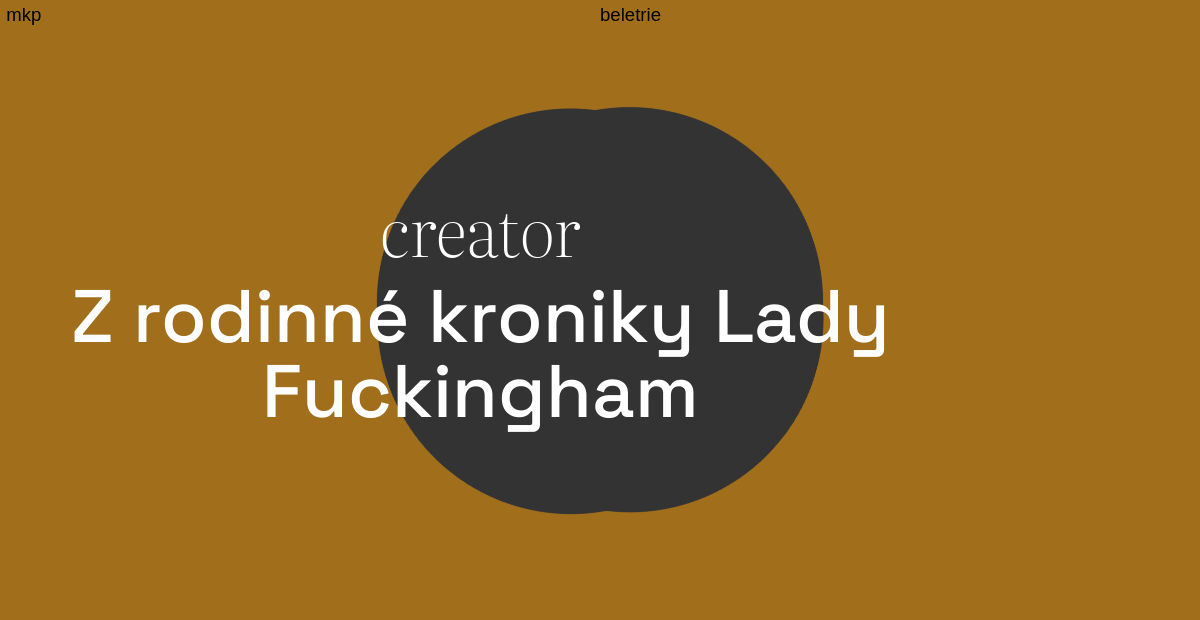 mkp
beletrie
creator
Z rodinné kroniky Lady
Fuckingham